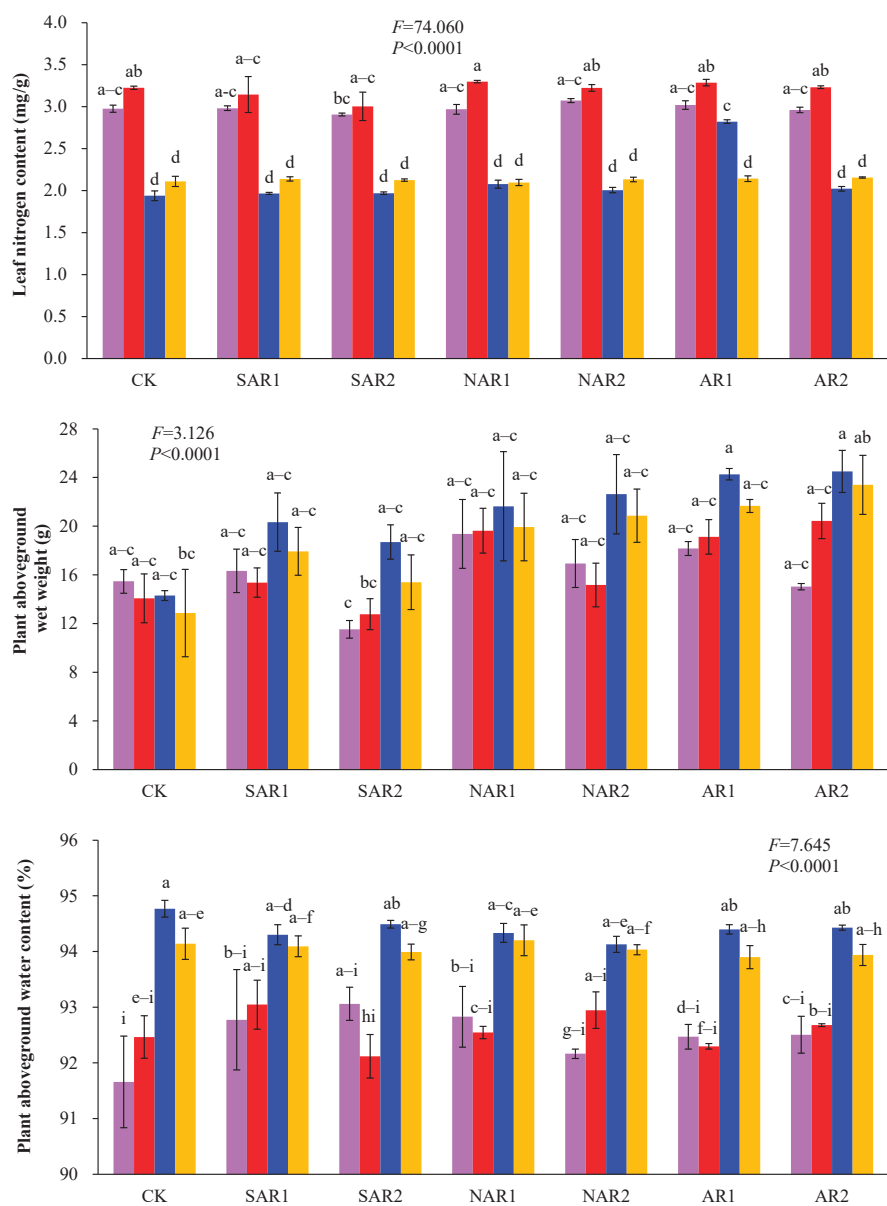 F=74.060
P<0.0001
Leaf nitrogen content (mg/g)
4.0
3.5
3.0
2.5
2.0
1.5
1.0
0.5
0.0
a–c ab d d
a-c a–c d d
bc a–c d d
a–c a d d
a–c ab d d
a–c ab c d
a–c ab d d
CK SAR1 SAR2 NAR1 NAR2 AR1 AR2
F=3.126
P<0.0001
Plant aboveground
wet weight (g)
28
24
20
16
12
8
4
0
a–c a–c a–c bc
a–c a–c a–c a–c
c bc a–c a–c
a–c a–c a–c a–c
a–c a–c a–c a–c
a–c a–c a a–c
a–c a–c a ab
CK SAR1 SAR2 NAR1 NAR2 AR1 AR2
F=7.645
P<0.0001
Plant aboveground water content (%)
96
95
94
93
92
91
90
i e–i a a–e
b–i a–i a–d a–f
a–i hi ab a–g
b–i c–i a–c a–e
g–i a–i a–e a–f
d–i f–i ab a–h
c–i b–i ab a–h
CK SAR1 SAR2 NAR1 NAR2 AR1 AR2